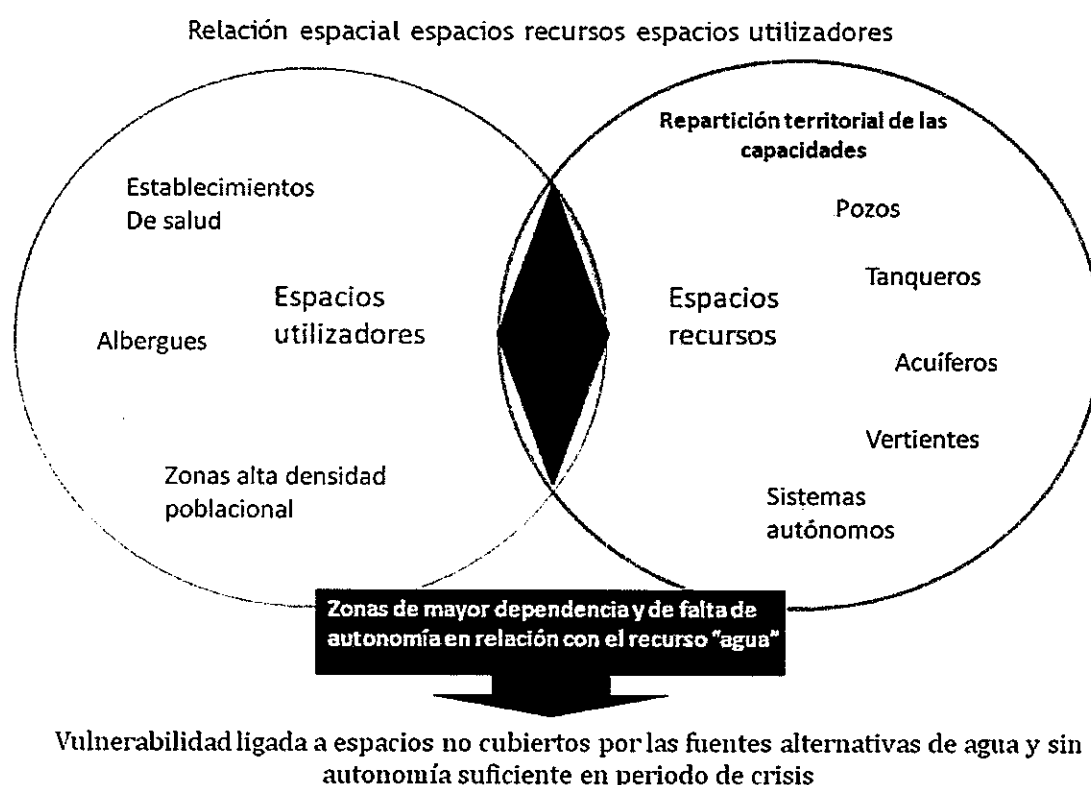 Relación espacial espacios recursos espacios utilizadores
Establecimientos
De salud
Espacios
utilizadores
Albergues
Zonas alta densidad
poblacional
Repartición territorial de las
capacidades
Pozos
Tanqueros
Espacios
recursos
Acuíferos
Vertientes
Sistemas
autónomos
Zonas de mayor dependencia y de falta de
autonomía en relación con el recurso "agua"
Vulnerabilidad ligada a espacios no cubiertos por las fuentes alternativas de agua y sin
autonomía suficiente en periodo de crisis